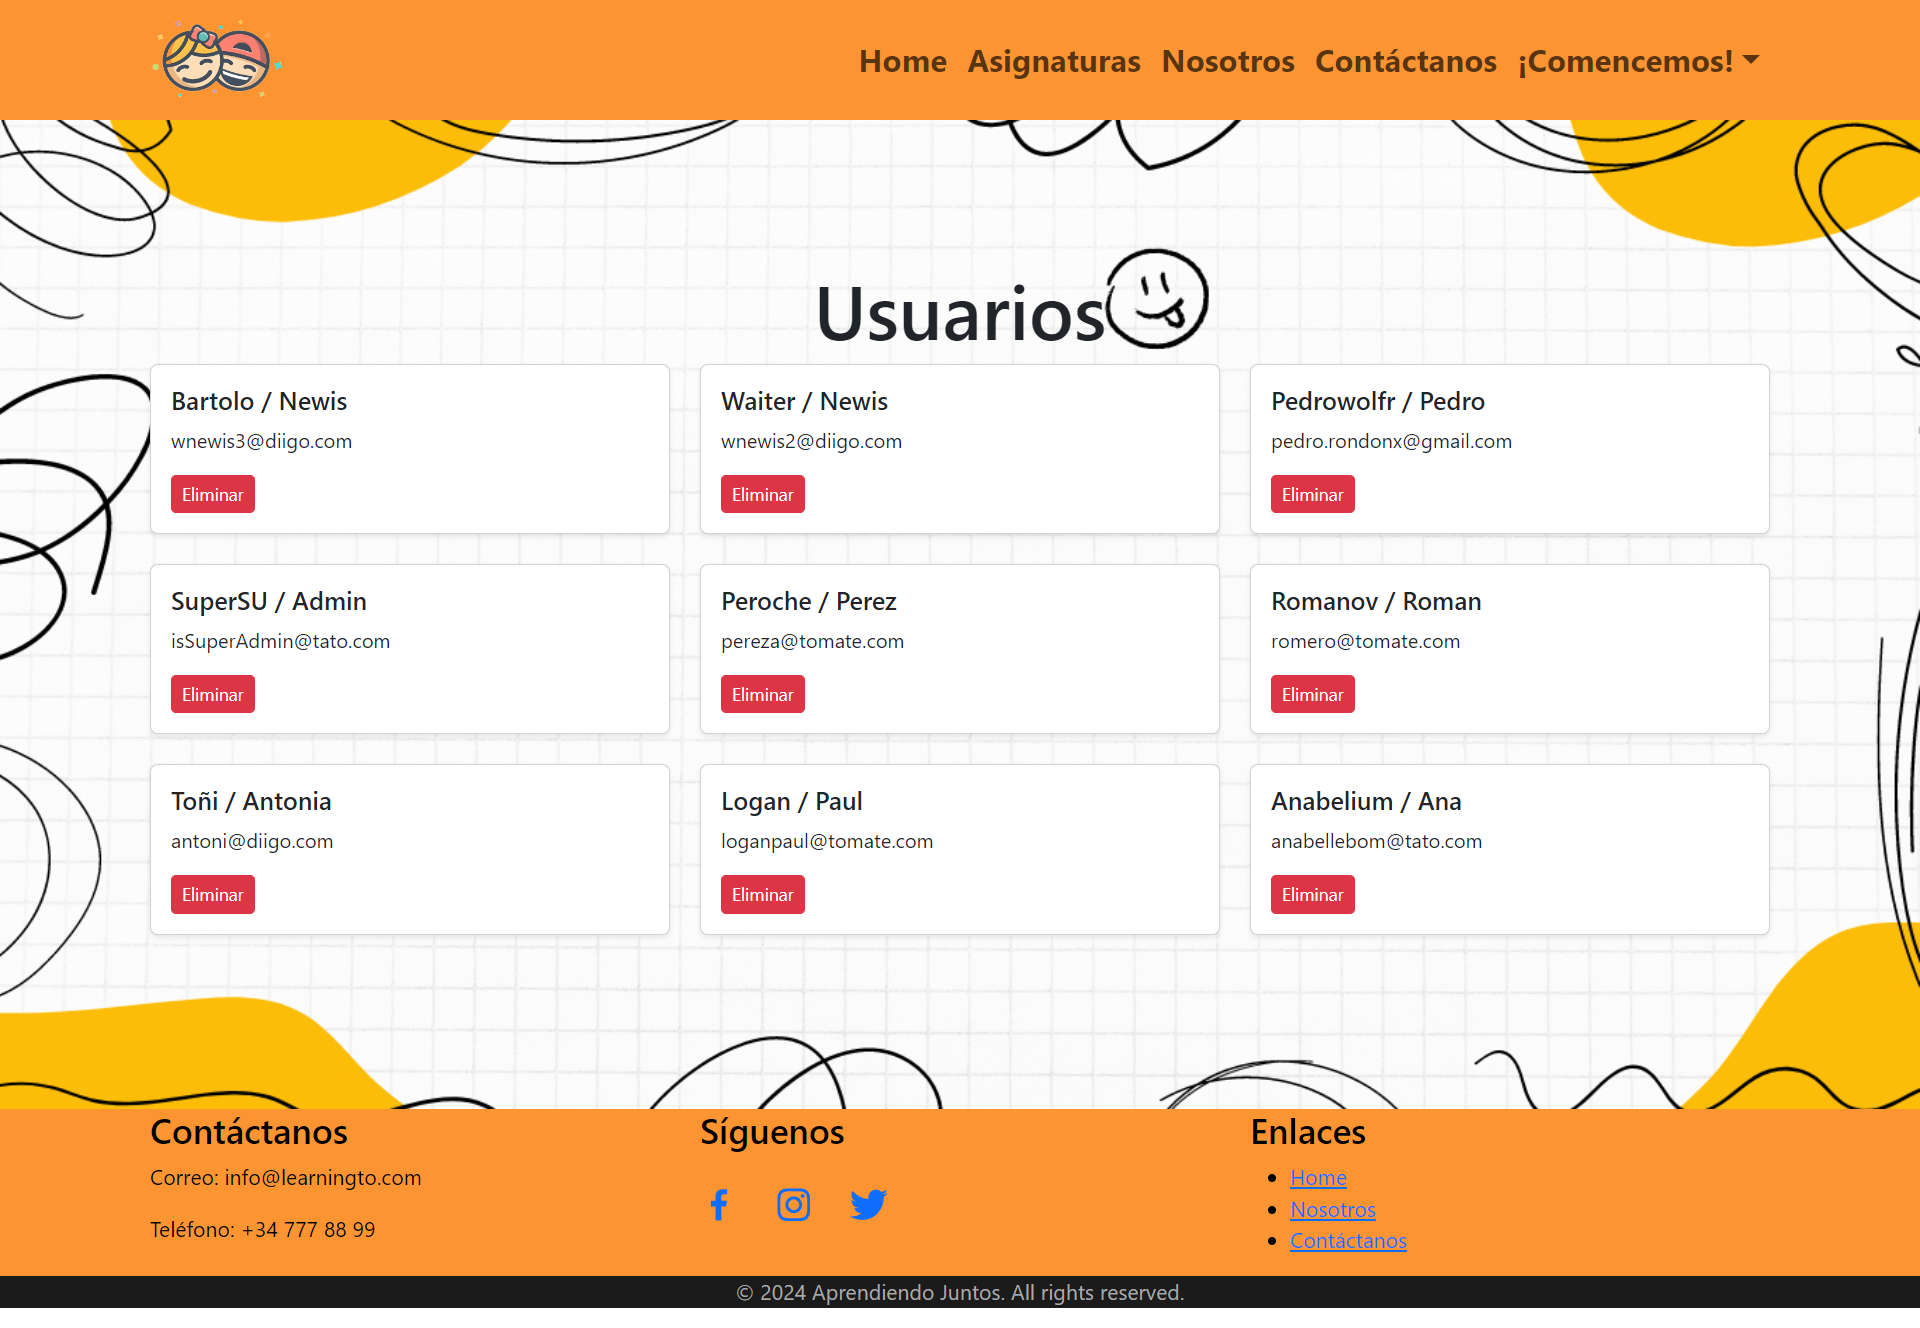 Home Asignaturas Nosotros Contáctanos ¡Comencemos!
Usuarios
Bartolo / Newis
wnewis3@diigo.com
Eliminar
Waiter / Newis
wnewis2@diigo.com
Eliminar
Pedrowolfr / Pedro
pedro.rondonx@gmail.com
Eliminar
SuperSU / Admin
isSuperAdmin@tato.com
Eliminar
Peroche / Perez
pereza@tomate.com
Eliminar
Romanov / Roman
romero@tomate.com
Eliminar
Toñi / Antonia
antoni@diigo.com
Eliminar
Logan / Paul
loganpaul@tomate.com
Eliminar
Anabelium / Ana
anabellebom@tato.com
Eliminar
Contáctanos
Correo: info@learningto.com
Teléfono: +34 777 88 99
Síguenos
Enlaces
Home
Nosotros
Contáctanos
© 2024 Aprendiendo Juntos. All rights reserved.